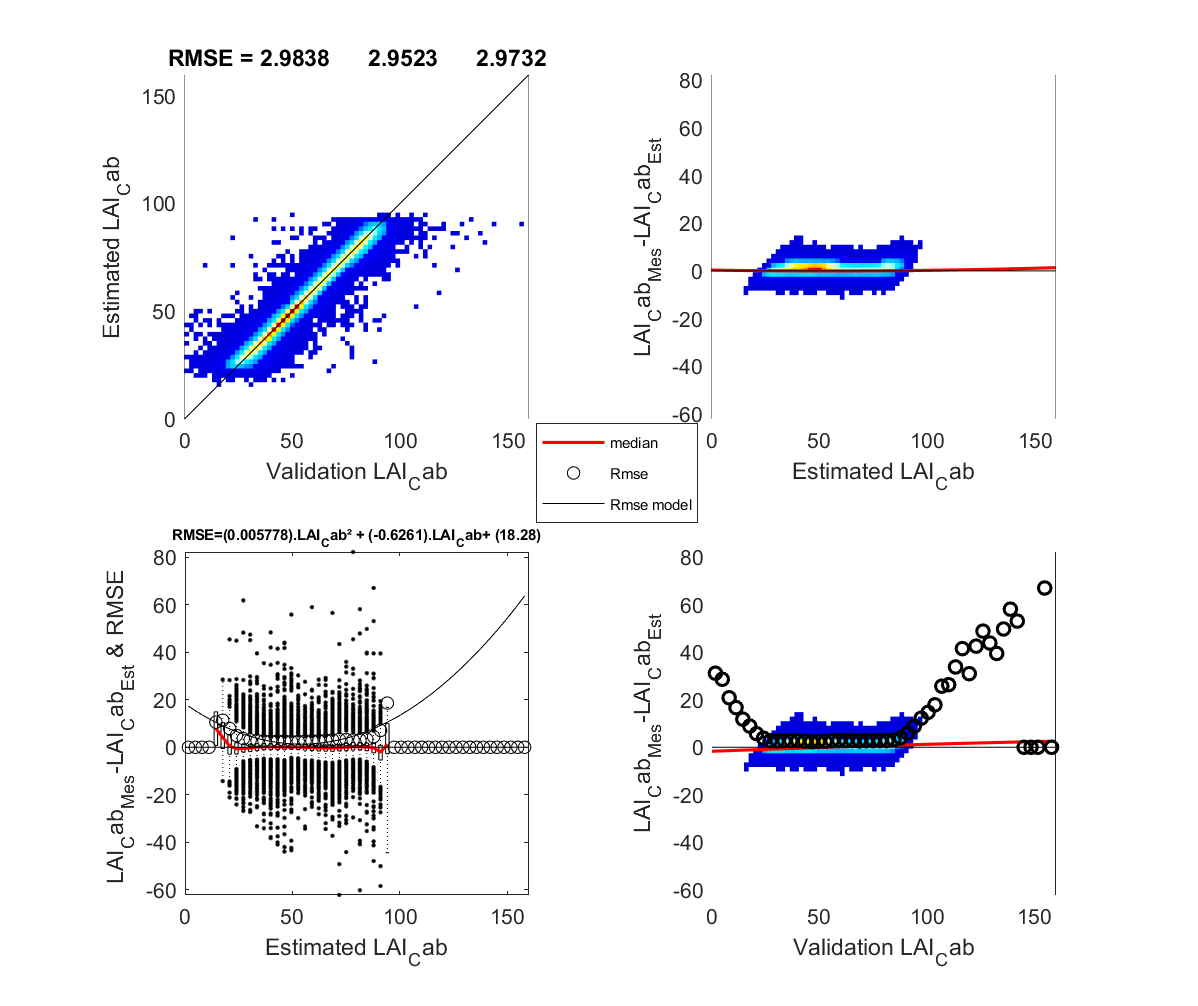 RMSE = 2.9838 2.9523 2.9732
Estimated LAI_Cab
150
100
50
0
0 50 100 150
Validation LAI_Cab
LAI_Cab_Mes-LAI_Cab_Est
80
60
40
20
0
-20
-40
-60
0 50 100 150
Estimated LAI_Cab
median
Rmse
Rmse model
RMSE=(0.005778).LAI_Cab² + (-0.6261).LAI_Cab+ (18.28)
LAI_Cab_Mes-LAI_Cab_Est & RMSE
80
60
40
20
0
-20
-40
-60
0 50 100 150
Estimated LAI_Cab
LAI_Cab_Mes-LAI_Cab_Est
80
60
40
20
0
-20
-40
-60
0 50 100 150
Validation LAI_Cab